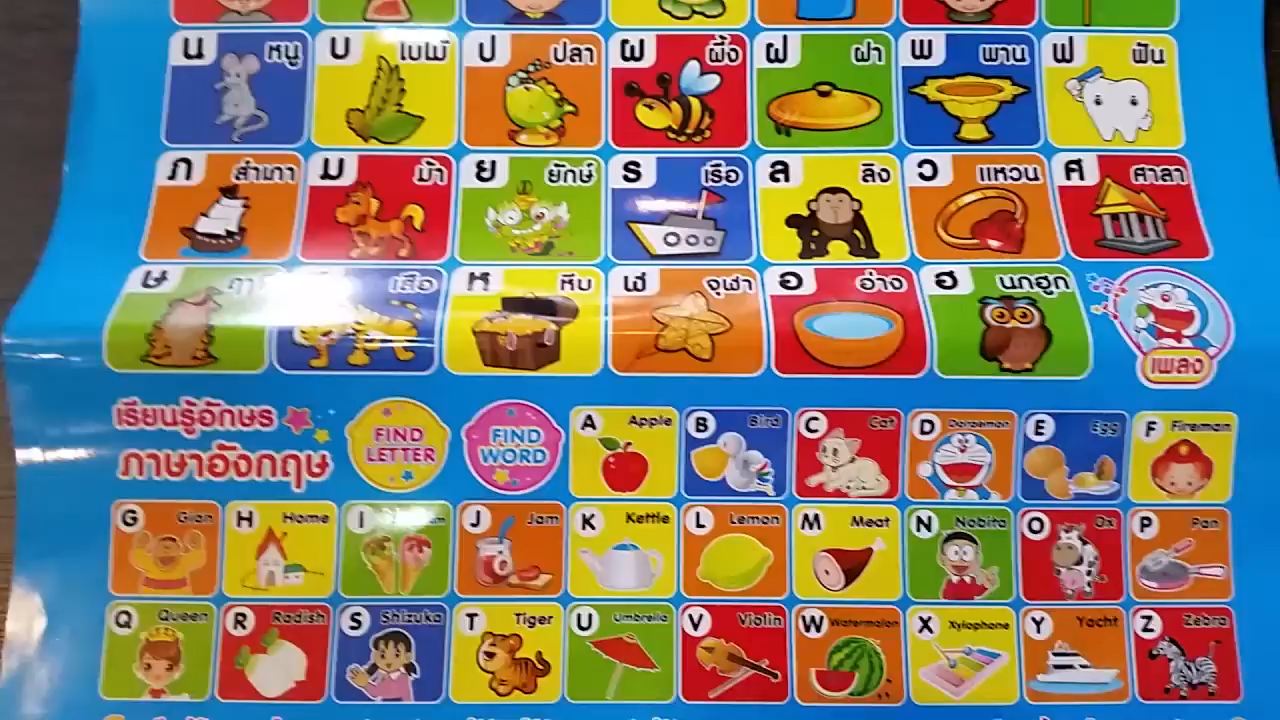 น หนู บ ใบไม้ ป ปลา ผ ผึ้ง ฝ ฝา พ พาน ฟ ฟัน
ภ สำเภา ม ม้า ย ยักษ์ ร เรือ ล ลิง ว แหวน ศ ศาลา
ษ เสือ ห หีบ ฬ จุฬา อ อ่าง ฮ นกฮูก
เพลง
เรียนรู้อักษร
ภาษาอังกฤษ
FIND
LETTER
FIND
WORD
A Apple B Bird C Cat D Doraemon E Egg F Fireman
G Gian H Home I J Jam K Kettle L Lemon M Meat N Nobita O Ox P Pan
Q Queen R Radish S Shizuka T Tiger U Umbrella V Violin W Watermelon X Xylophone Y Yacht Z Zebra